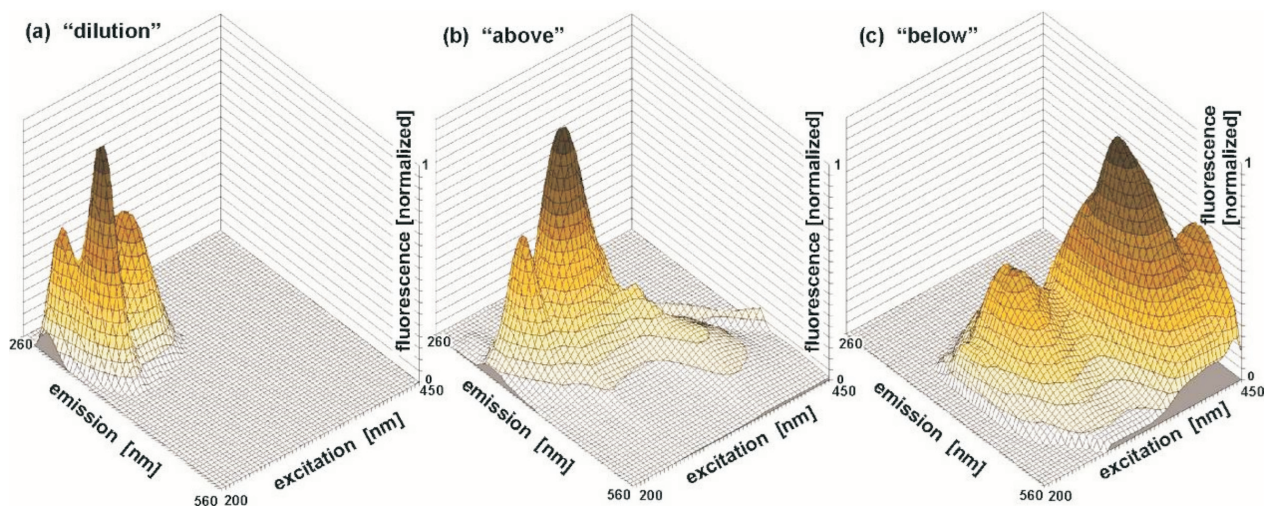 (a) “dilution”
1
fluorescence [normalized]
0
450
260
emission [nm]
excitation [nm]
560 200
(b) “above”
1
fluorescence [normalized]
0
450
260
emission [nm]
excitation [nm]
560 200
(c) “below”
fluorescence
[normalized]
1
0
450
260
emission [nm]
excitation [nm]
560 200